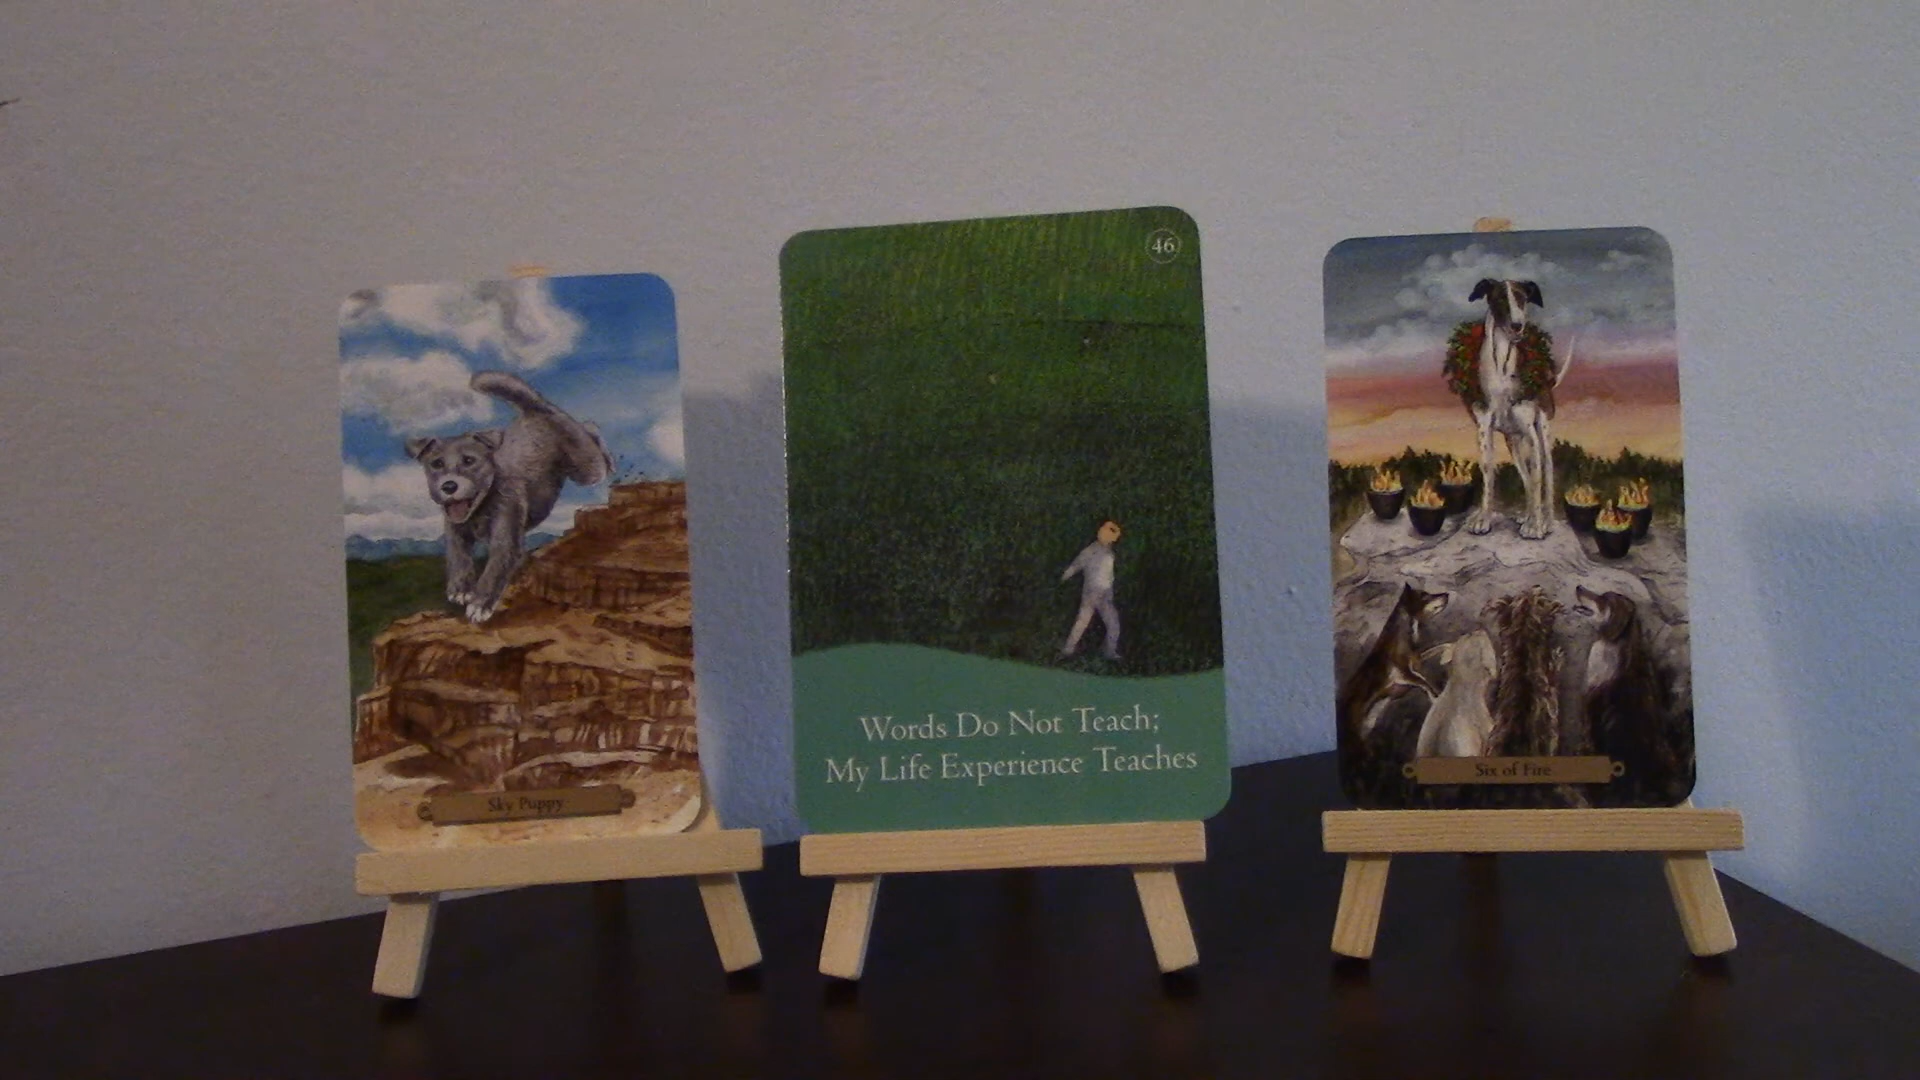 Sky Puppy
46
Words Do Not Teach;
My Life Experience Teaches
Six of Fire